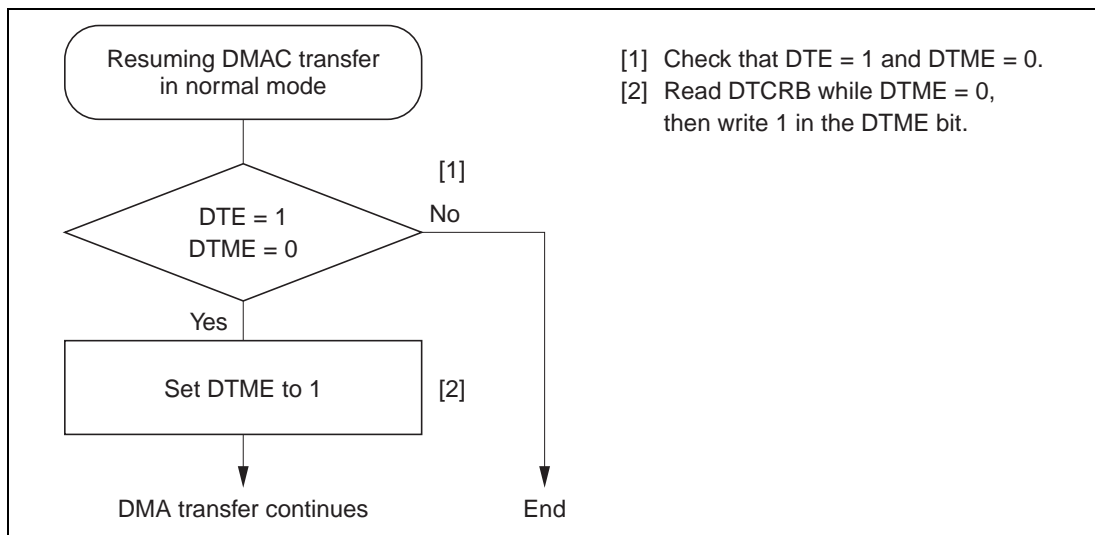 Resuming DMAC transfer
in normal mode
[1] Check that DTE = 1 and DTME = 0.
[2] Read DTCRB while DTME = 0,
then write 1 in the DTME bit.
[1]
DTE = 1
DTME = 0
No
Yes
Set DTME to 1
[2]
DMA transfer continues
End